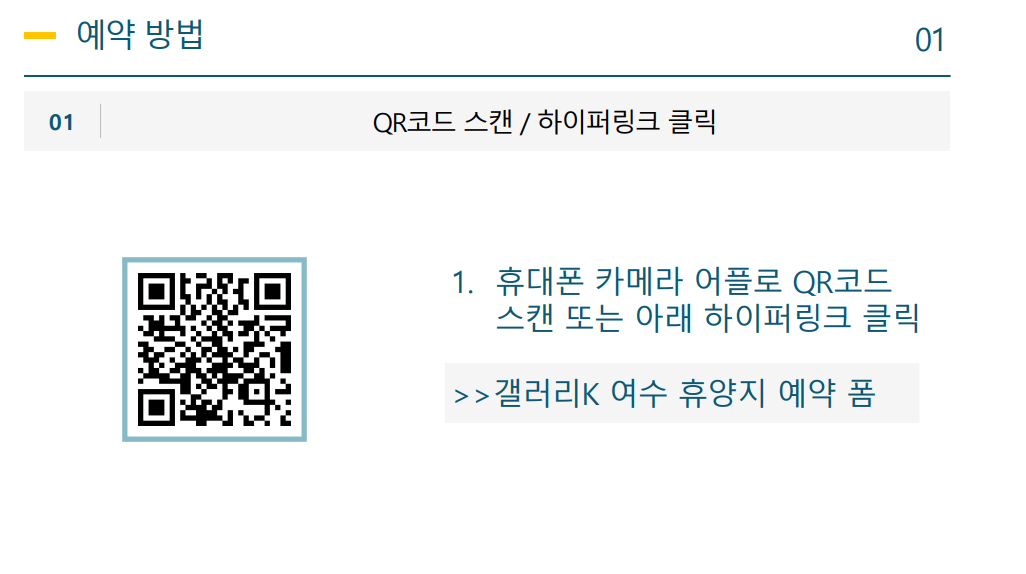 예약 방법
01
01
QR코드 스캔 / 하이퍼링크 클릭
1. 휴대폰 카메라 어플로 QR코드
스캔 또는 아래 하이퍼링크 클릭
>>갤러리K 여수 휴양지 예약 폼